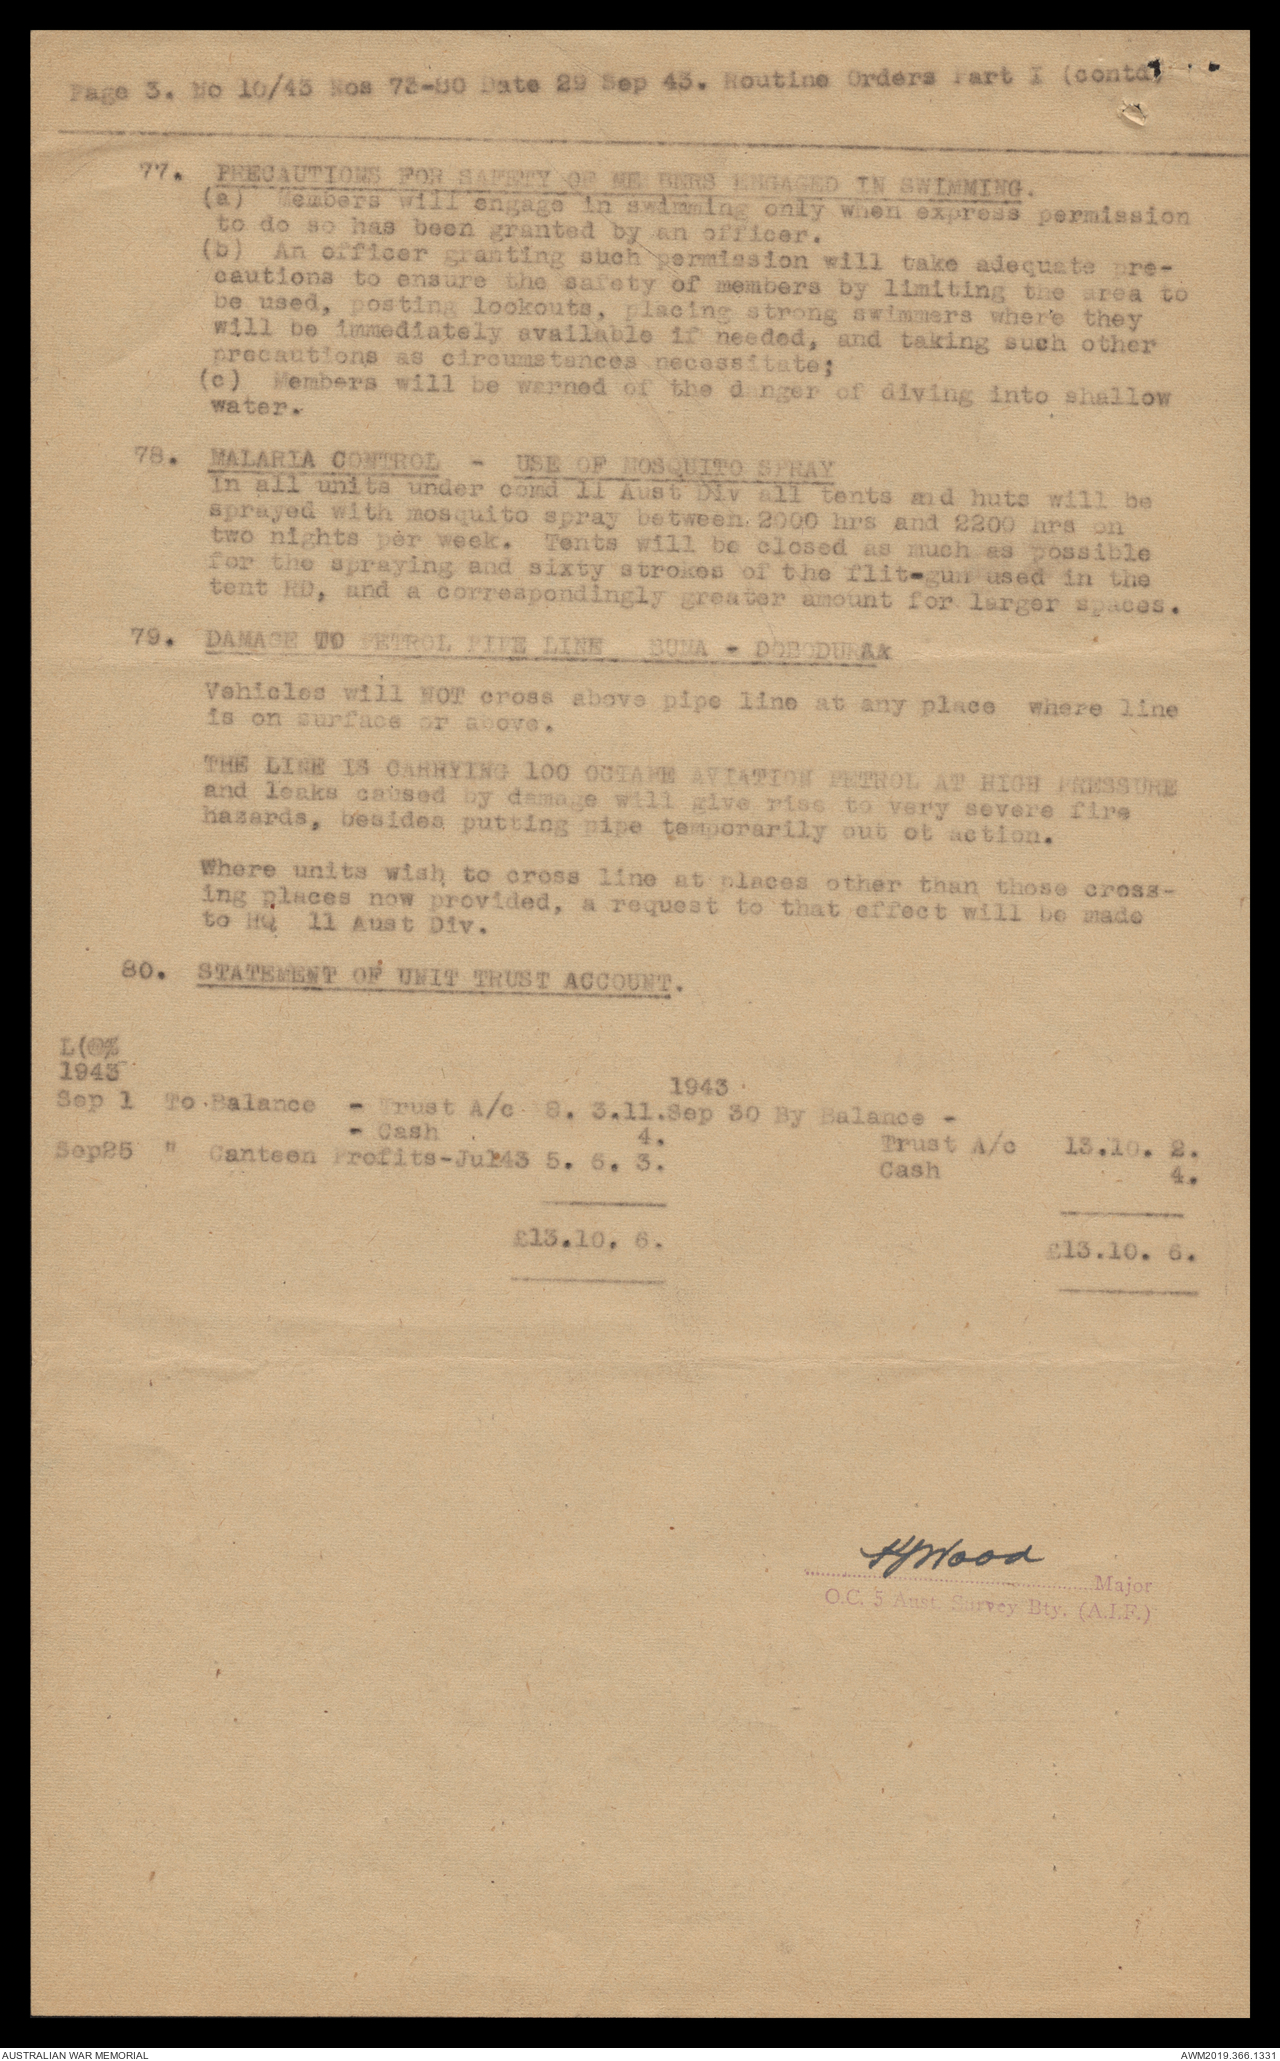 Page 3. No 10/43 Nos 73-80 Date 29 Sep 43. Routine Orders Part I (contd)
77. PRECAUTIONS FOR SAFETY OF MEMBERS ENGAGED IN SWIMMING.
(a) Members will engage in swimming only when express permission
to do so has been granted by an officer.
(b) An officer granting such permission will take adequate pre-
cautions to ensure the safety of members by limiting the area to
be used, posting lookouts, placing strong swimmers where they
will be immediately available if needed, and taking such other
precautions as circumstances necessitate;
(c) Members will be warned of the danger of diving into shallow
water.
78. MALARIA CONTROL - USE OF MOSQUITO SPRAY
In all units under comd 11 Aust Div all tents and huts will be
sprayed with mosquito spray between 2000 hrs and 2200 hrs on
two nights per week. Tents will be closed as much as possible
for the spraying and sixty strokes of the flit-gun used in the
tent RD, and a correspondingly greater amount for larger spaces.
79. DAMAGE TO PETROL PIPE LINE BUNA - DOBODURA
Vehicles will NOT cross above pipe line at any place where line
is on surface or above.
THE LINE IS CARRYING 100 OCTANE AVIATION PETROL AT HIGH PRESSURE
and leaks caused by damage will give rise to very severe fire
hazards, besides putting pipe temporarily out ot action.
Where units wish to cross line at places other than those cross-
ing places now provided, a request to that effect will be made
to HQ 11 Aust Div.
80. STATEMENT OF UNIT TRUST ACCOUNT.
L(@%
1943
1943
Sep 1 To Balance - Trust A/c 8. 3.11. Sep 30 By Balance -
- Cash 4. Trust A/c 13.10. 2.
Sep25 " Canteen Profits-Jul43 5. 6. 3. Cash 4.
£13.10. 6. £13.10. 6.
HJWood
Major
O.C. 5 Aust. Survey Bty. (A.I.F.)
AUSTRALIAN WAR MEMORIAL AWM2019.366.1331